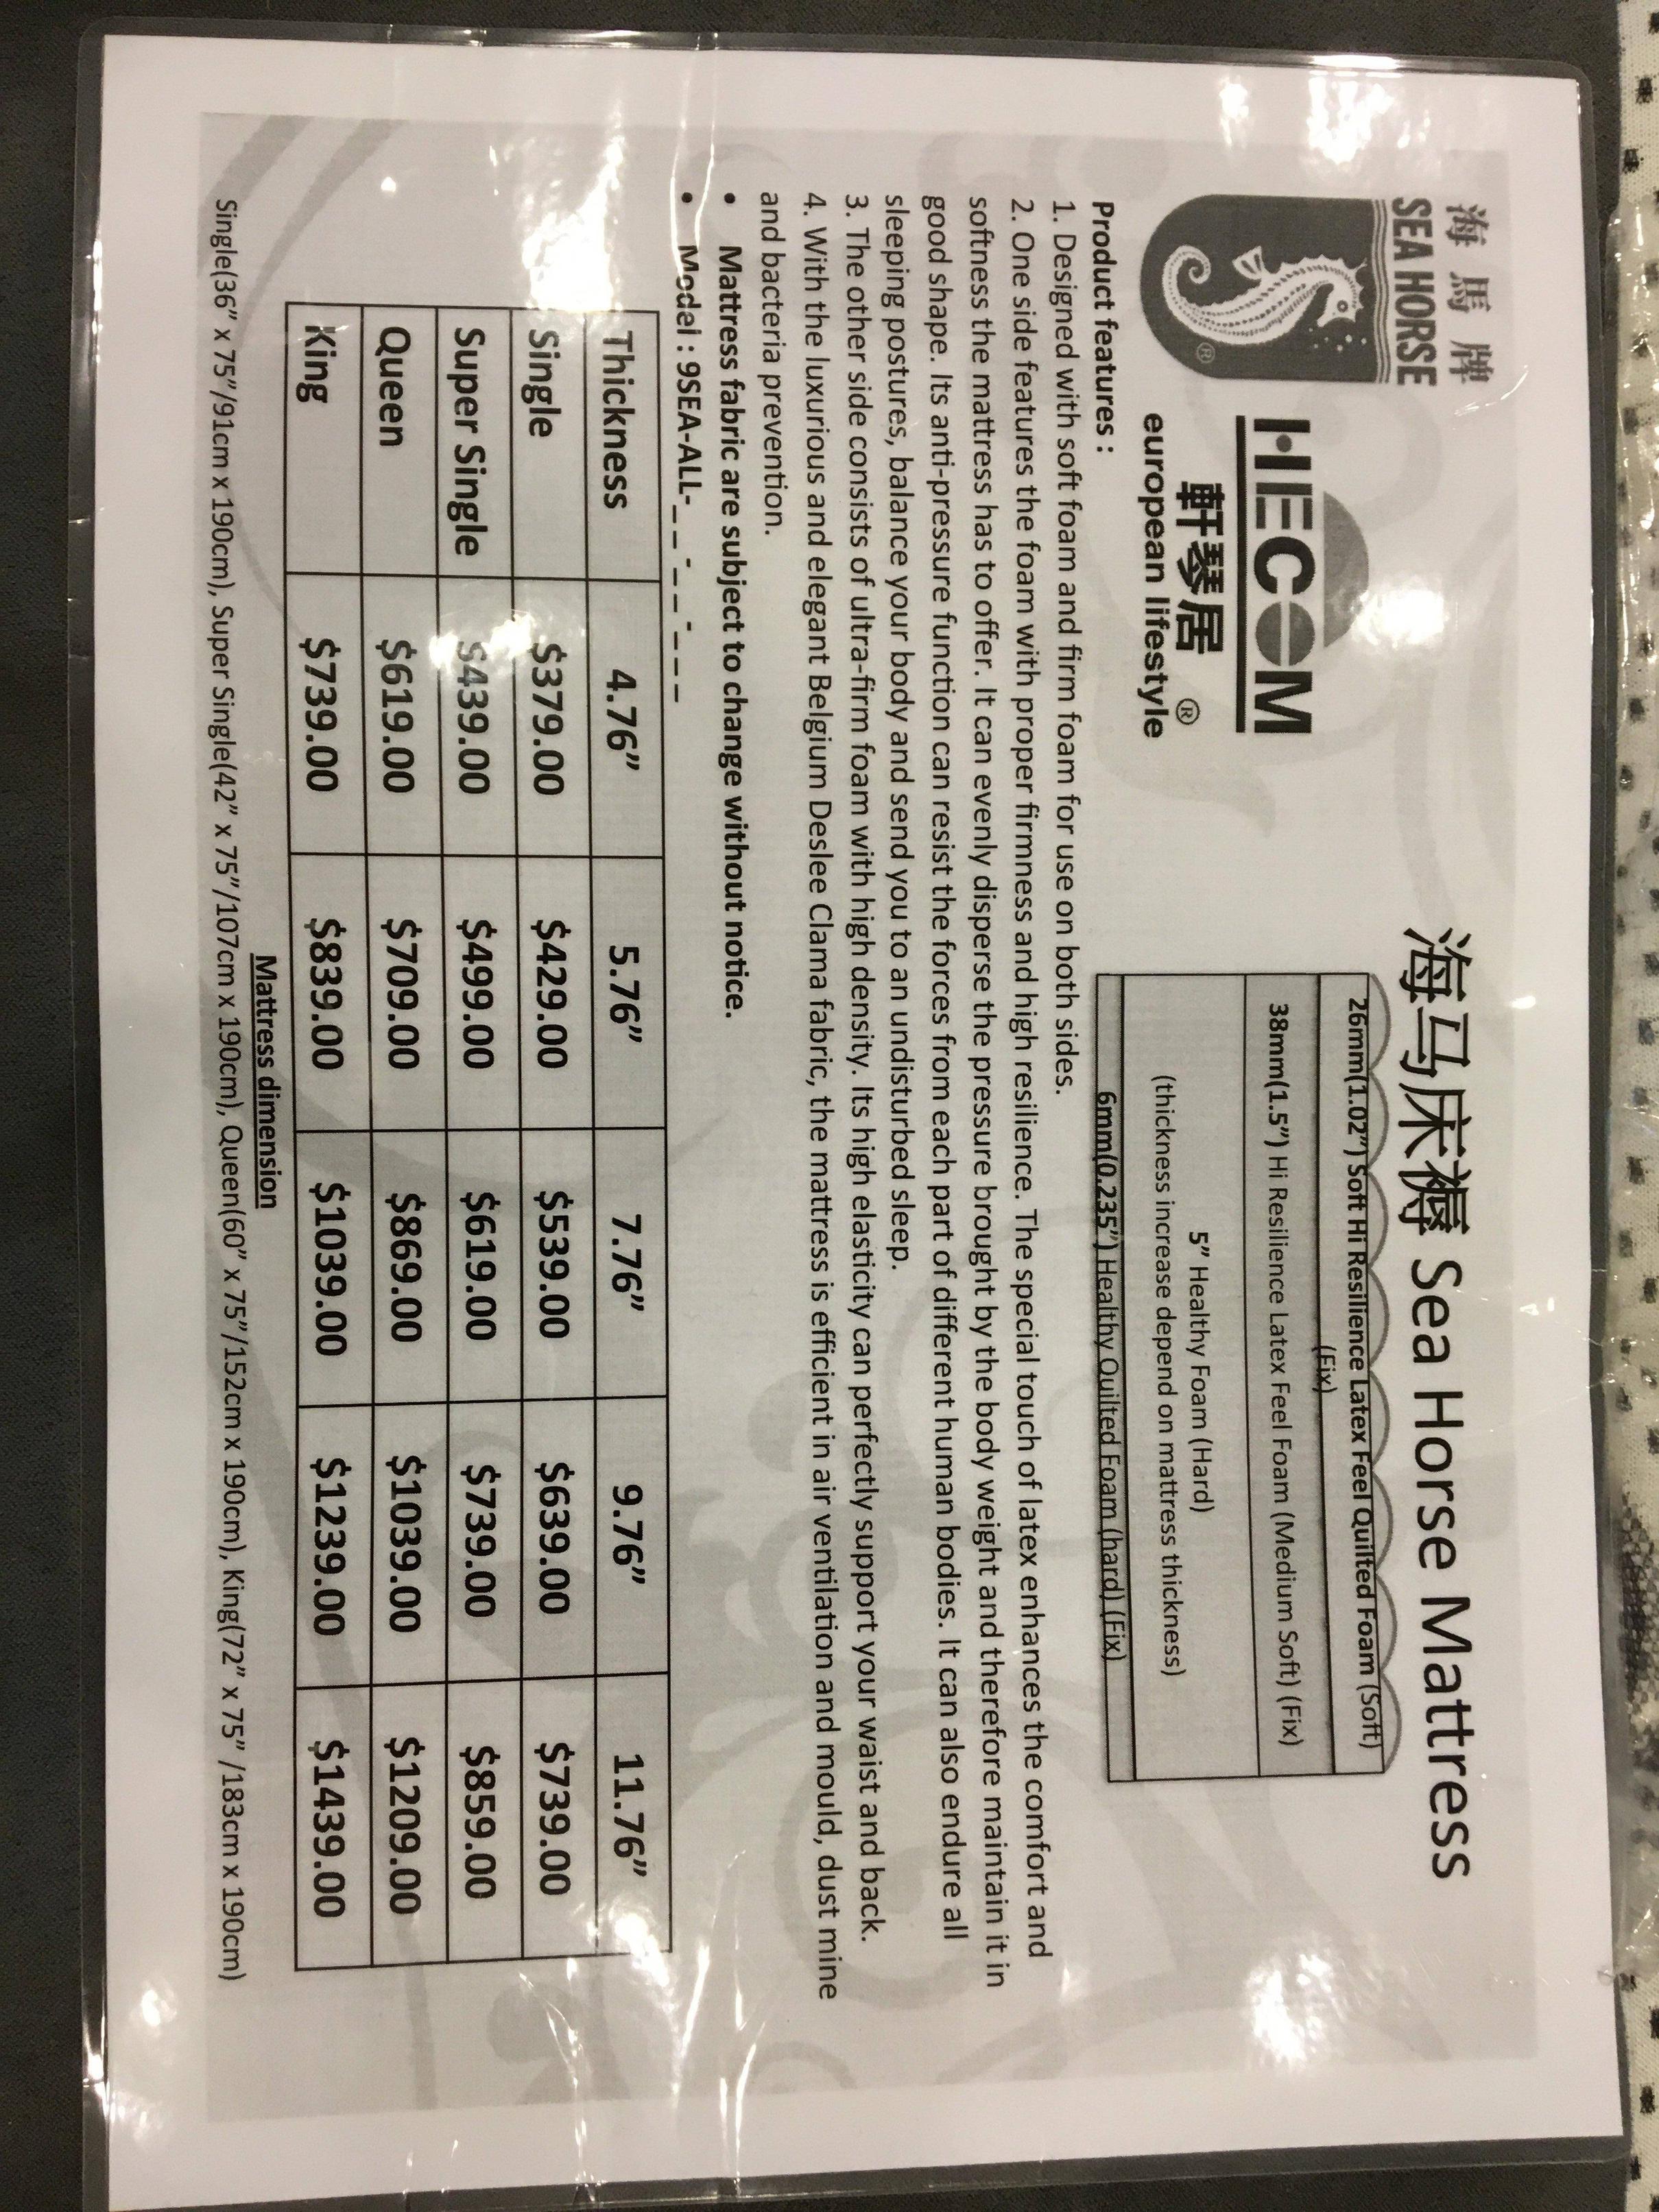 海馬牌
SEA HORSE
®
HECOM
軒琴居 ®
european lifestyle
海马床褥 Sea Horse Mattress
26mm(1.02") Soft Hi Resilience Latex Feel Quilted Foam (Soft)
(Fix)
38mm(1.5") Hi Resilience Latex Feel Foam (Medium Soft) (Fix)
5" Healthy Foam (Hard)
(thickness increase depend on mattress thickness)
6mm(0.235") Healthy Quilted Foam (hard) (Fix)
Product features :
1. Designed with soft foam and firm foam for use on both sides.
2. One side features the foam with proper firmness and high resilience. The special touch of latex enhances the comfort and
softness the mattress has to offer. It can evenly disperse the pressure brought by the body weight and therefore maintain it in
good shape. Its anti-pressure function can resist the forces from each part of different human bodies. It can also endure all
sleeping postures, balance your body and send you to an undisturbed sleep.
3. The other side consists of ultra-firm foam with high density. Its high elasticity can perfectly support your waist and back.
4. With the luxurious and elegant Belgium Deslee Clama fabric, the mattress is efficient in air ventilation and mould, dust mine
and bacteria prevention.
• Mattress fabric are subject to change without notice.
• Model : 9SEA-ALL-_ _ -_ _ -_ _ _
Thickness 4.76" 5.76" 7.76" 9.76" 11.76"
Single $379.00 $429.00 $539.00 $639.00 $739.00
Super Single $439.00 $499.00 $619.00 $739.00 $859.00
Queen $619.00 $709.00 $869.00 $1039.00 $1209.00
King $739.00 $839.00 $1039.00 $1239.00 $1439.00
Mattress dimension
Single(36" x 75"/91cm x 190cm), Super Single(42" x 75"/107cm x 190cm), Queen(60" x 75"/152cm x 190cm), King(72" x 75" /183cm x 190cm)